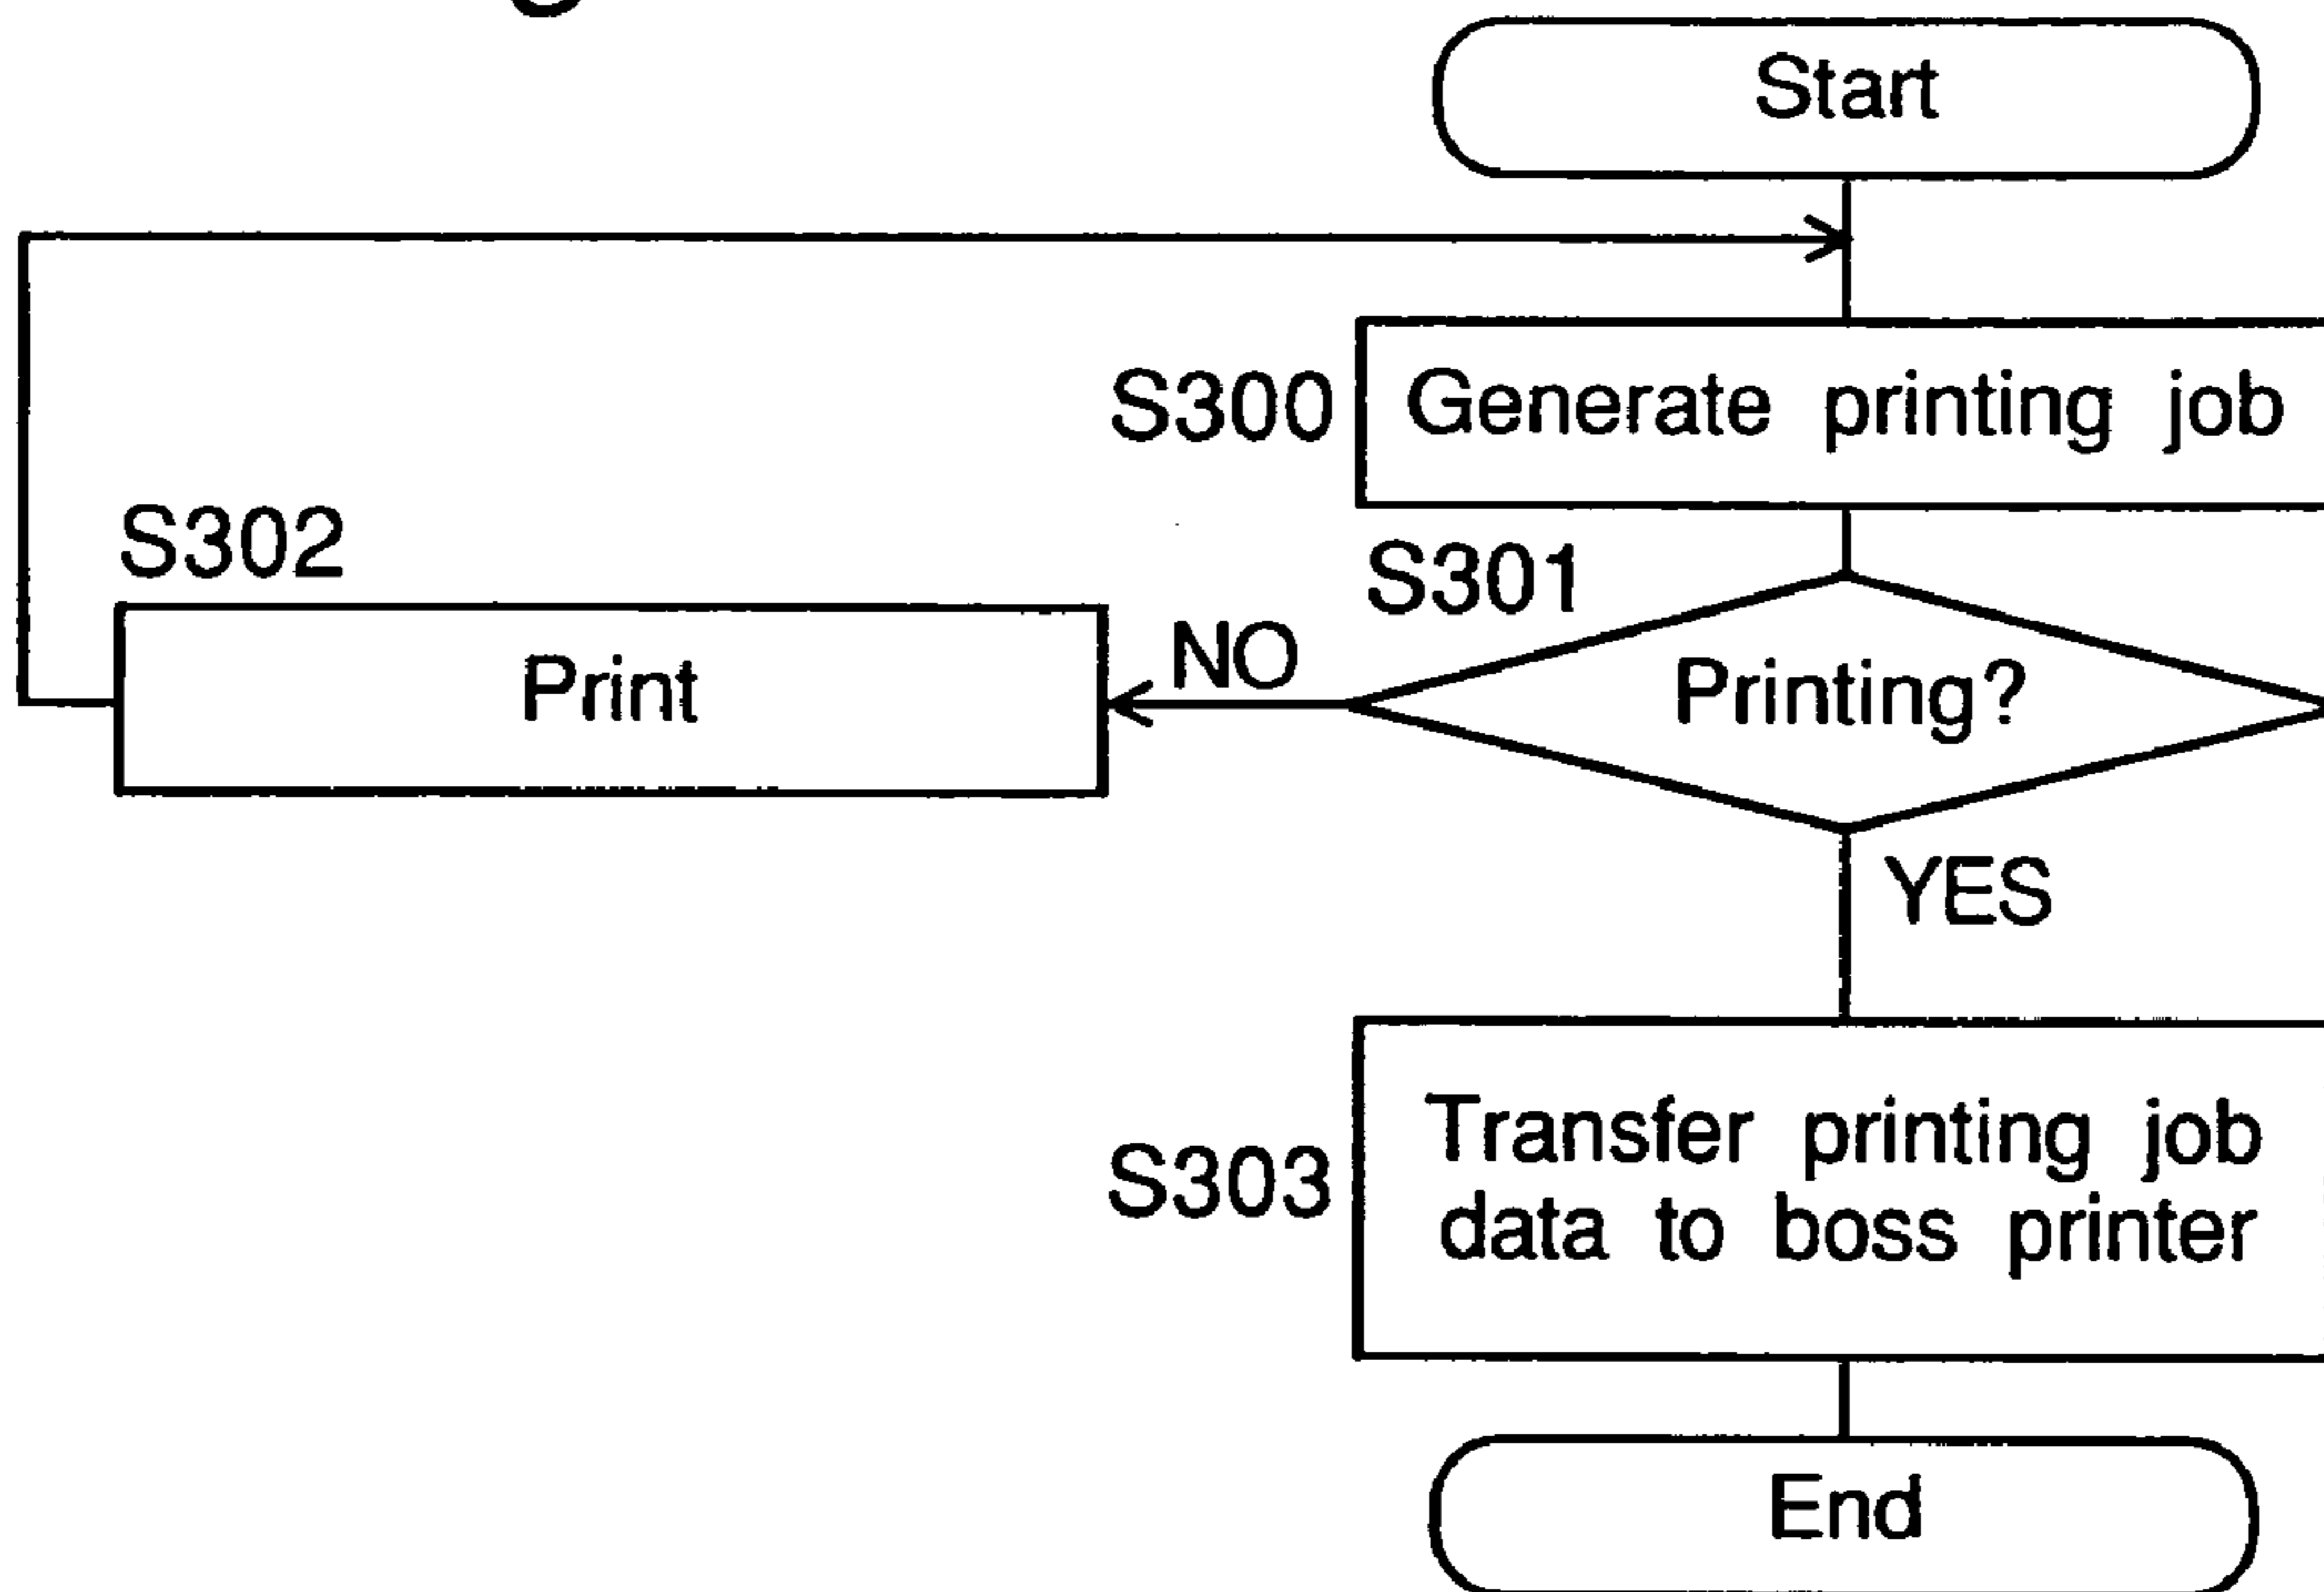 Start
S300
Generate printing job
S302
S301
Print
NO
Printing?
YES
S303
Transfer printing job
data to boss printer
End